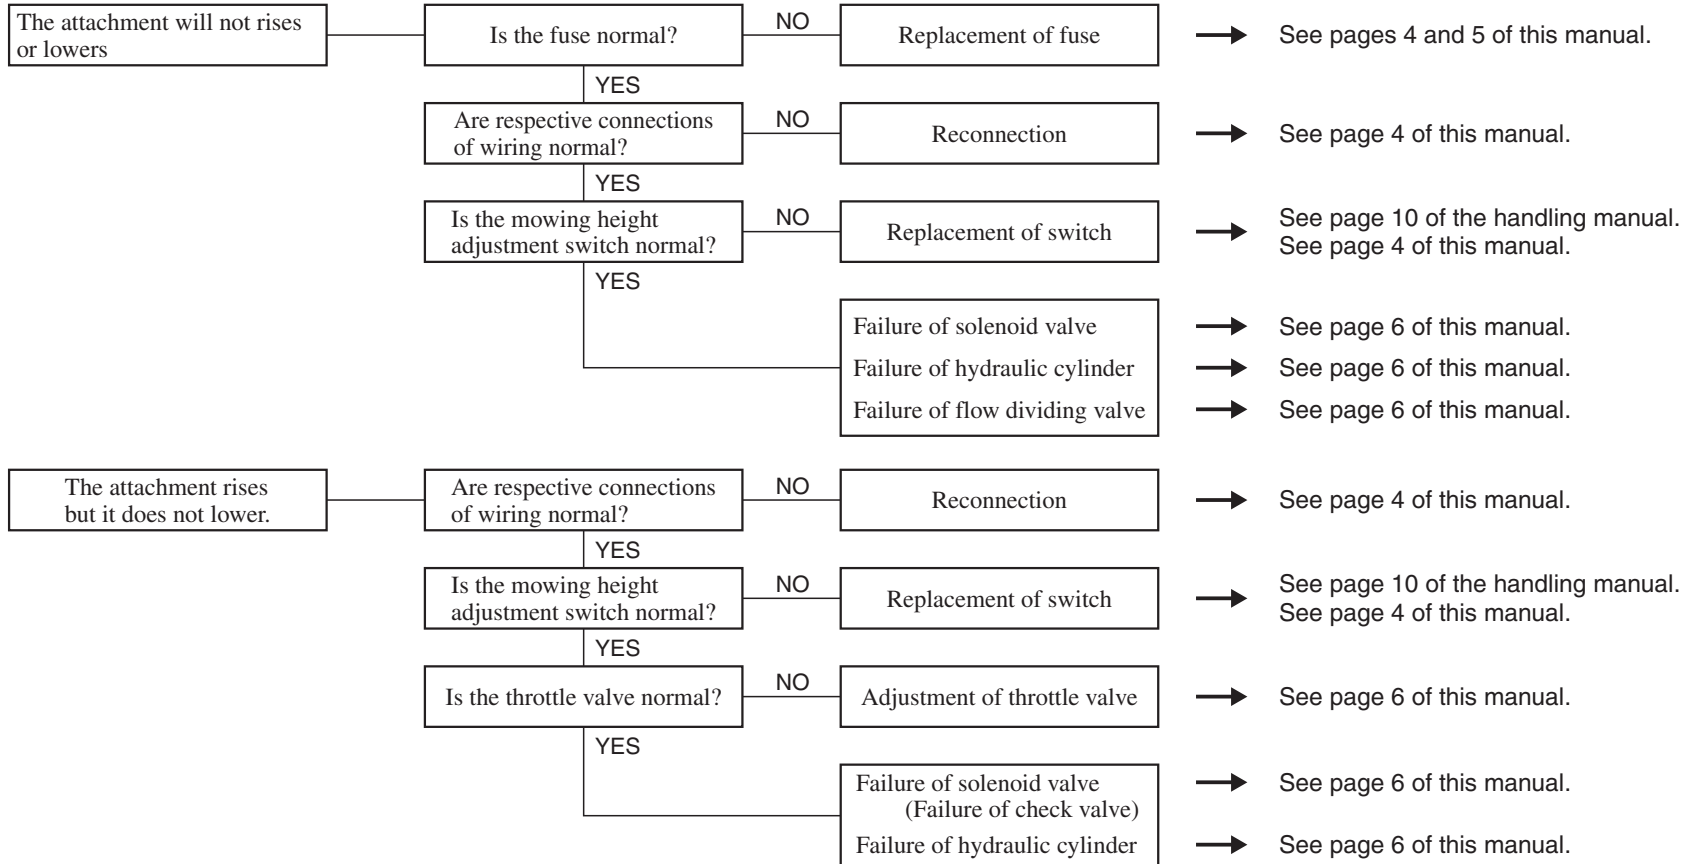 The attachment will not rises
or lowers
Is the fuse normal?
NO
Replacement of fuse
See pages 4 and 5 of this manual.
YES
Are respective connections
of wiring normal?
NO
Reconnection
See page 4 of this manual.
YES
Is the mowing height
adjustment switch normal?
NO
Replacement of switch
See page 10 of the handling manual.
See page 4 of this manual.
YES
Failure of solenoid valve
See page 6 of this manual.
Failure of hydraulic cylinder
See page 6 of this manual.
Failure of flow dividing valve
See page 6 of this manual.
The attachment rises
but it does not lower.
Are respective connections
of wiring normal?
NO
Reconnection
See page 4 of this manual.
YES
Is the mowing height
adjustment switch normal?
NO
Replacement of switch
See page 10 of the handling manual.
See page 4 of this manual.
YES
Is the throttle valve normal?
NO
Adjustment of throttle valve
See page 6 of this manual.
YES
Failure of solenoid valve
(Failure of check valve)
See page 6 of this manual.
Failure of hydraulic cylinder
See page 6 of this manual.